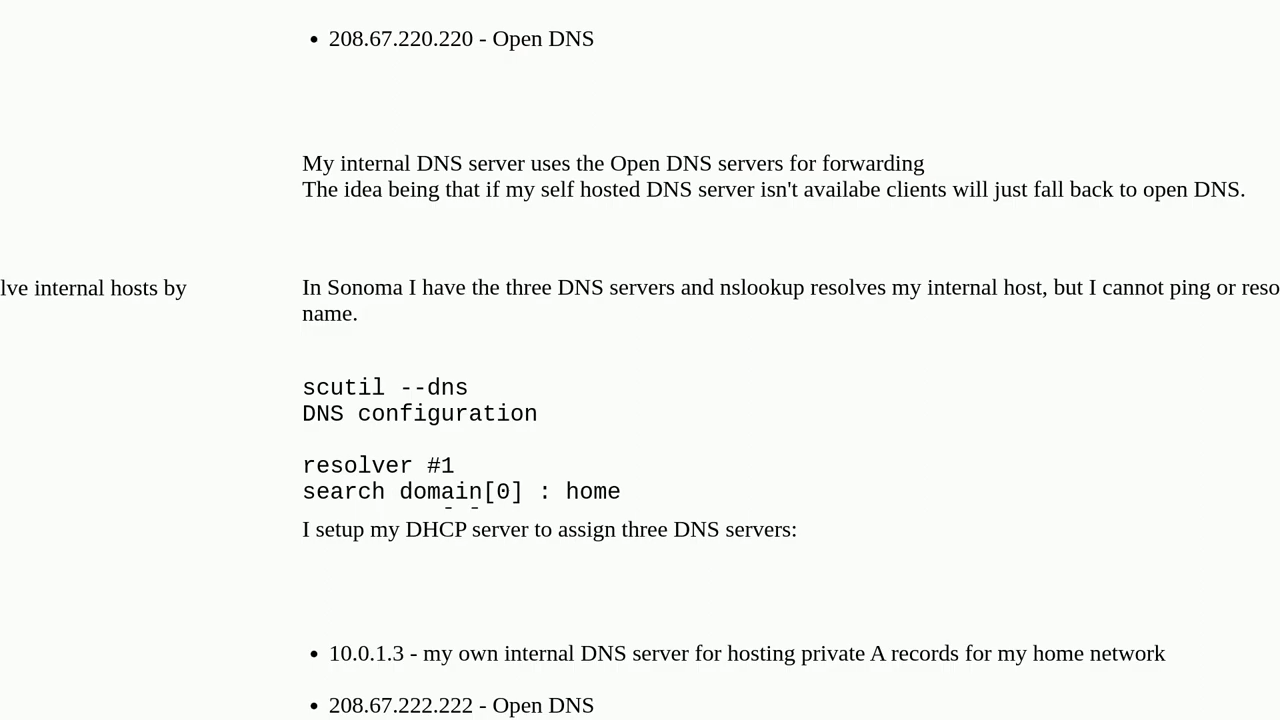 • 208.67.220.220 - Open DNS
My internal DNS server uses the Open DNS servers for forwarding
The idea being that if my self hosted DNS server isn't availabe clients will just fall back to open DNS.
lve internal hosts by
In Sonoma I have the three DNS servers and nslookup resolves my internal host, but I cannot ping or reso
name.
scutil --dns
DNS configuration
resolver #1
search domain[0] : home
I setup my DHCP server to assign three DNS servers:
• 10.0.1.3 - my own internal DNS server for hosting private A records for my home network
• 208.67.222.222 - Open DNS